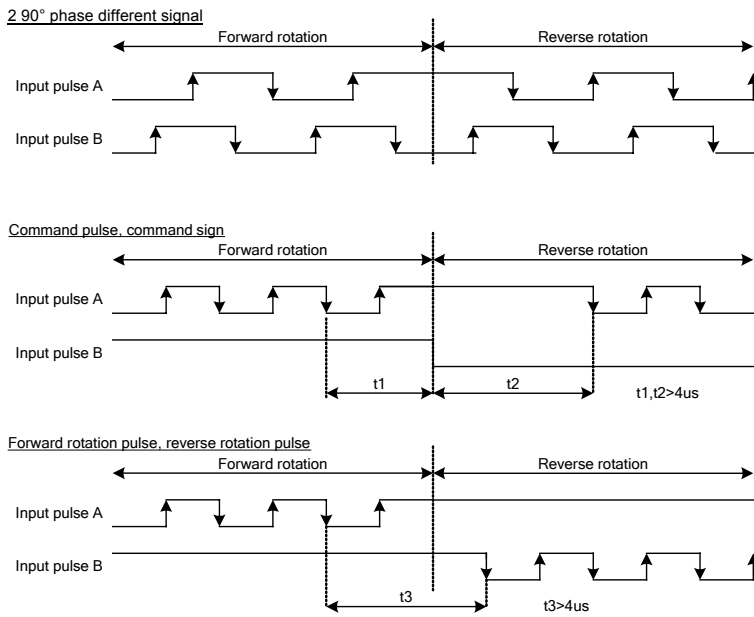 2 90° phase different signal
Forward rotation Reverse rotation
Input pulse A
Input pulse B
Command pulse, command sign
Forward rotation Reverse rotation
Input pulse A
Input pulse B
t1 t2 t1,t2>4us
Forward rotation pulse, reverse rotation pulse
Forward rotation Reverse rotation
Input pulse A
Input pulse B
t3 t3>4us